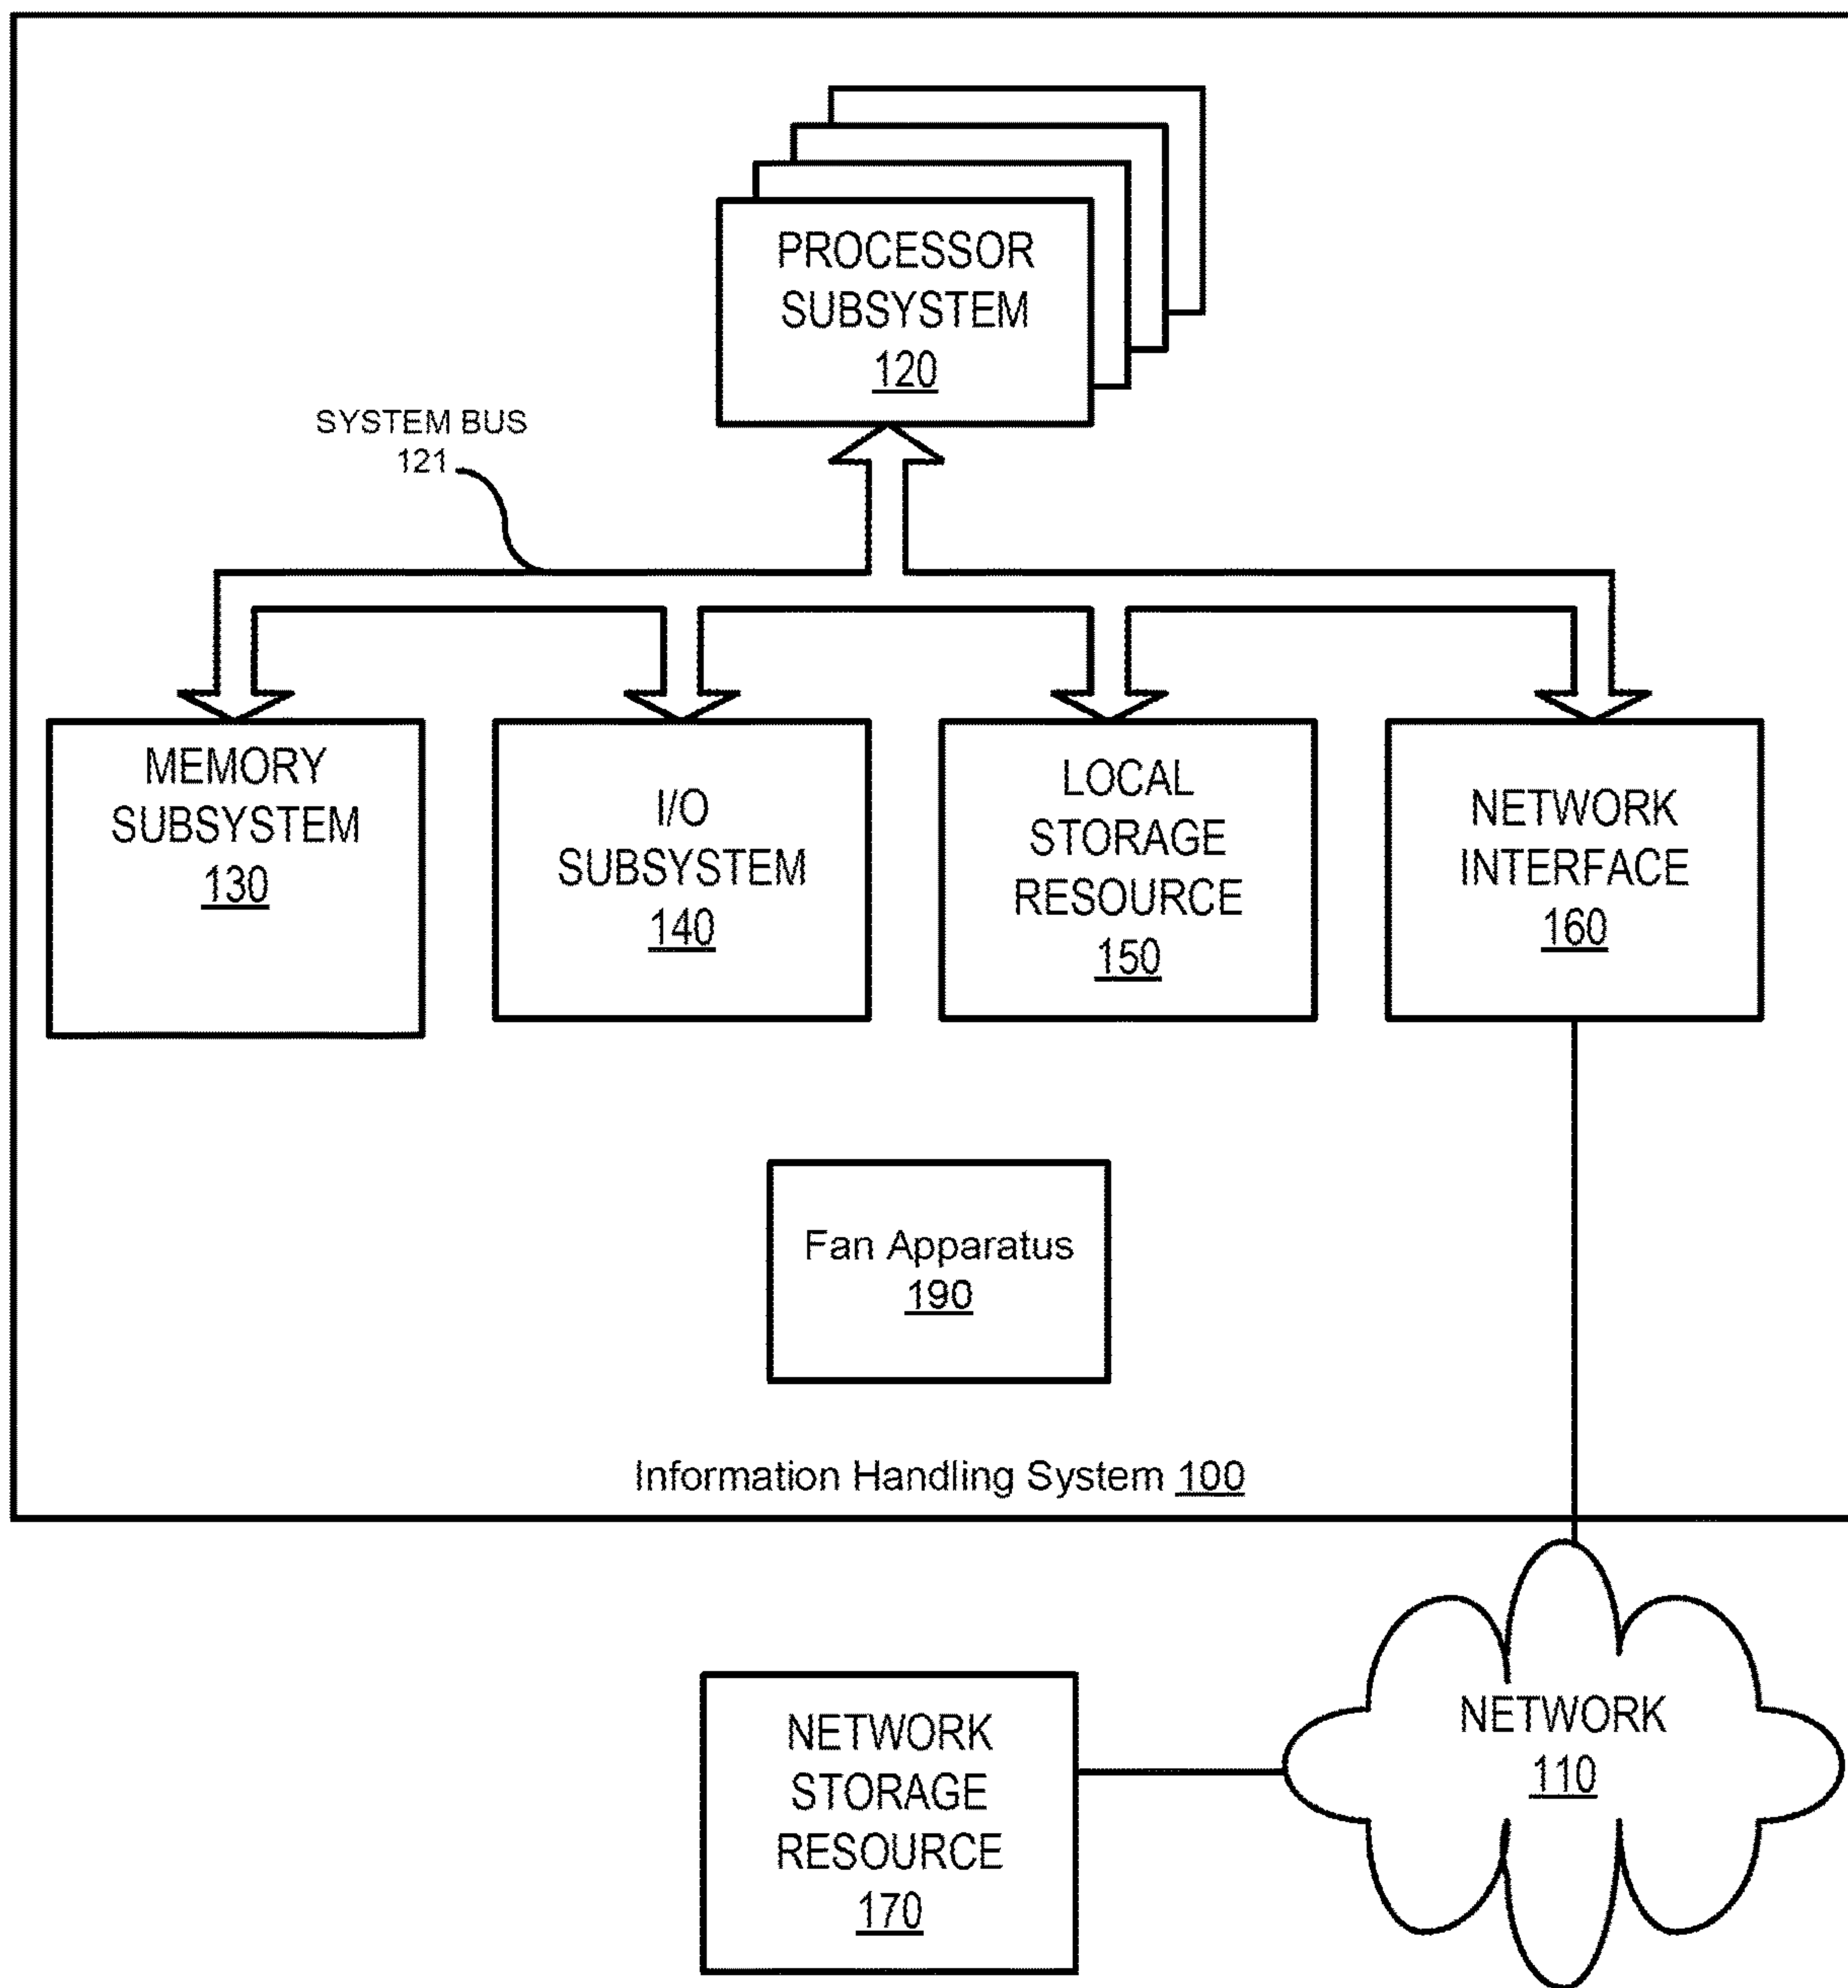 PROCESSOR
SUBSYSTEM
120
SYSTEM BUS
121
MEMORY
SUBSYSTEM
130
I/O
SUBSYSTEM
140
LOCAL
STORAGE
RESOURCE
150
NETWORK
INTERFACE
160
Fan Apparatus
190
Information Handling System 100
NETWORK
110
NETWORK
STORAGE
RESOURCE
170